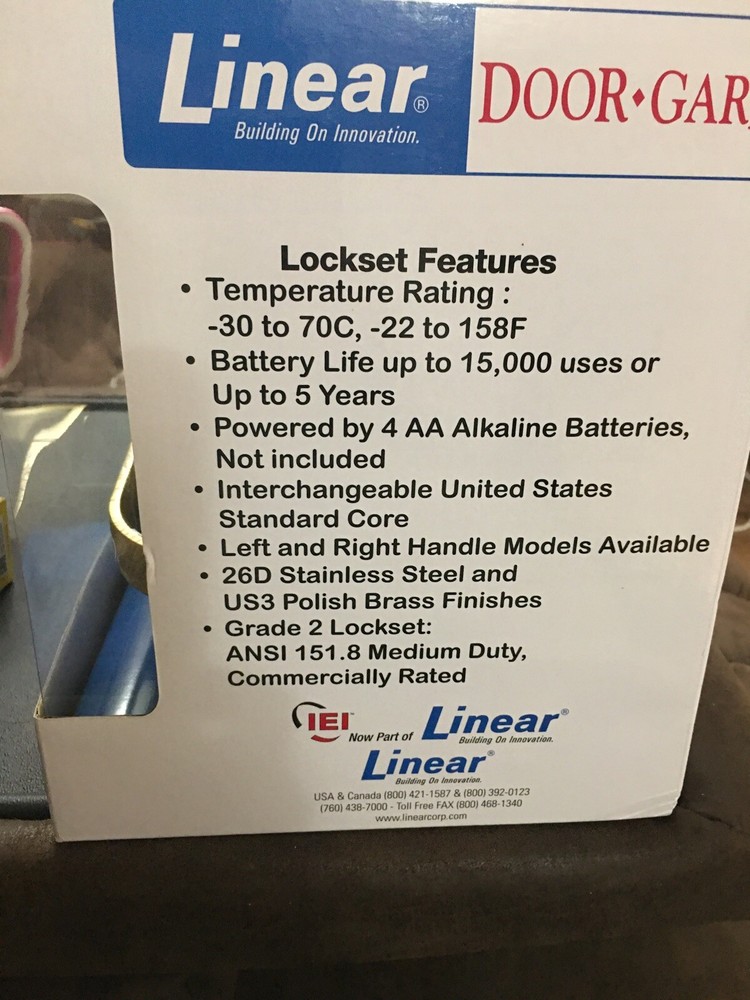 Linear®
Building On Innovation.
DOOR♦GAR
Lockset Features
• Temperature Rating :
-30 to 70C, -22 to 158F
• Battery Life up to 15,000 uses or
Up to 5 Years
• Powered by 4 AA Alkaline Batteries,
Not included
• Interchangeable United States
Standard Core
• Left and Right Handle Models Available
• 26D Stainless Steel and
US3 Polish Brass Finishes
• Grade 2 Lockset:
ANSI 151.8 Medium Duty,
Commercially Rated
IEI™ Now Part of Linear®
Building On Innovation.
Linear®
Building On Innovation.
USA & Canada (800) 421-1587 & (800) 392-0123
(760) 438-7000 - Toll Free FAX (800) 468-1340
www.linearcorp.com